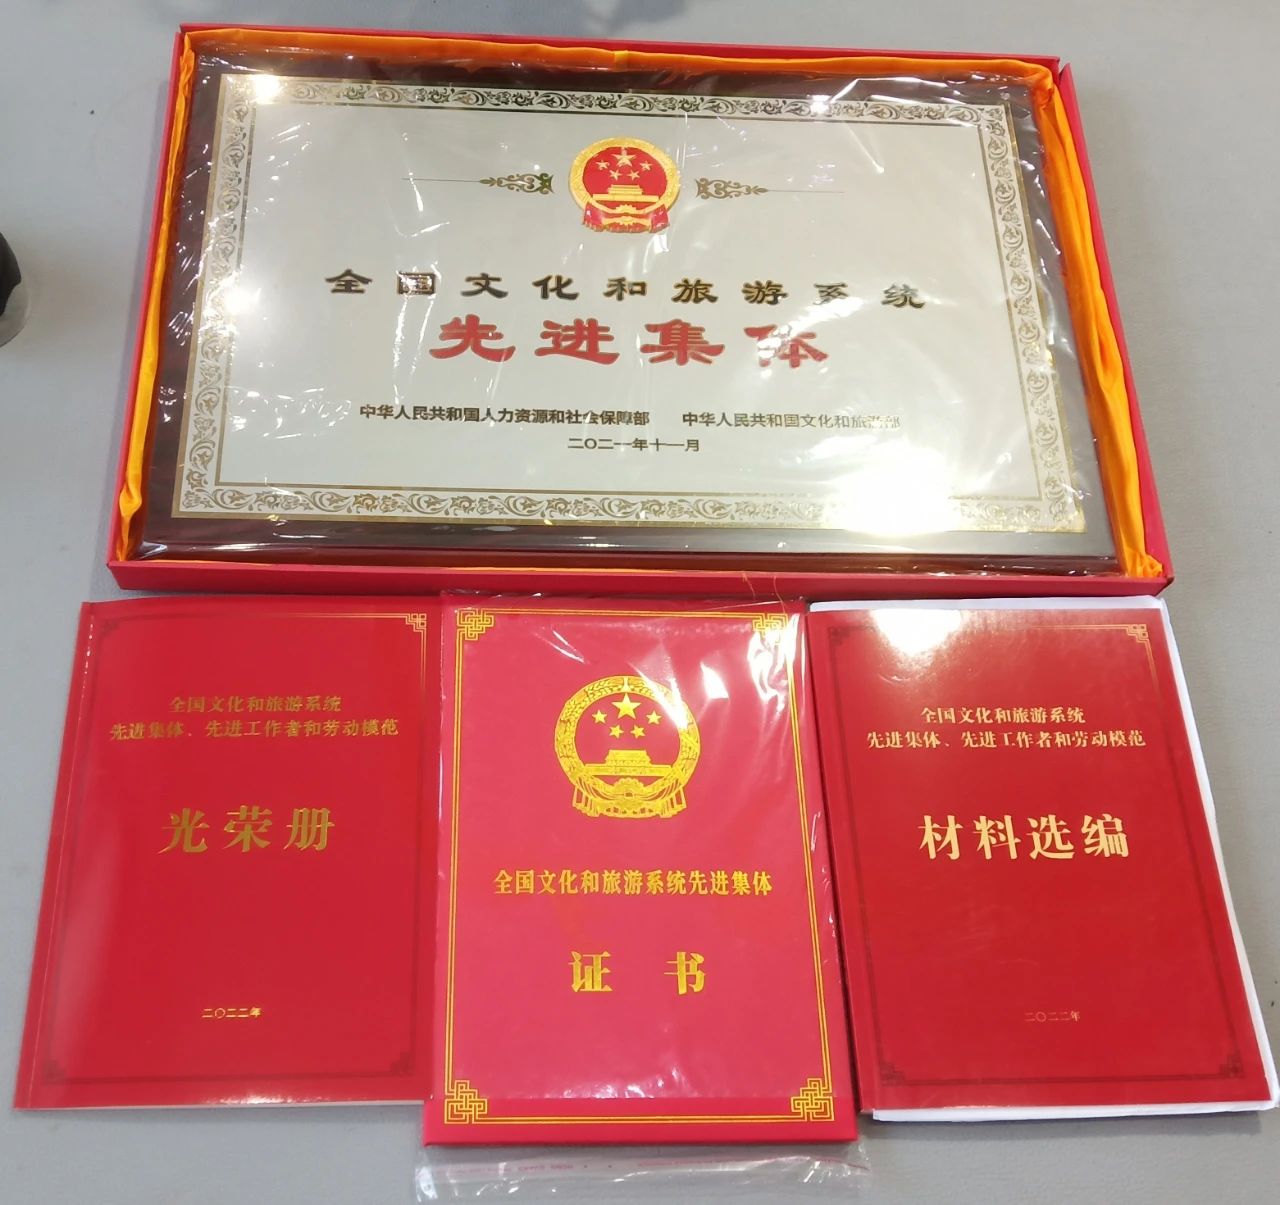 全国文化和旅游系统
先进集体
中华人民共和国人力资源和社会保障部 中华人民共和国文化和旅游部
二〇二一年十一月
全国文化和旅游系统
先进集体、先进工作者和劳动模范
光荣册
二〇二二年
全国文化和旅游系统先进集体
证书
全国文化和旅游系统
先进集体、先进工作者和劳动模范
材料选编
二〇二二年